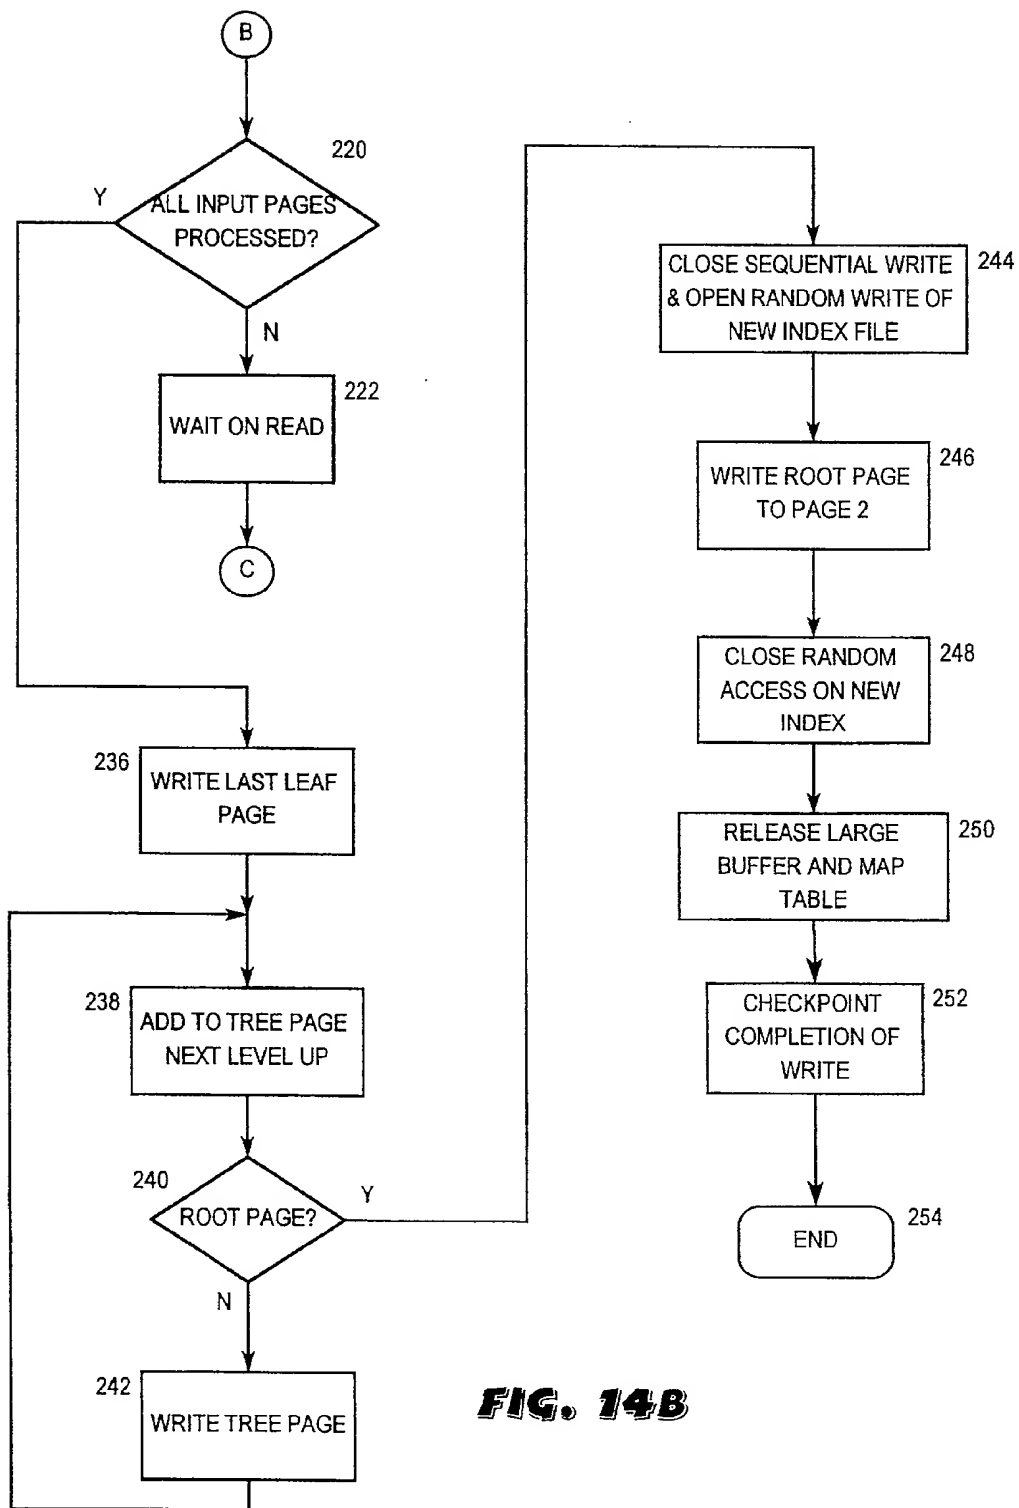 B
220
Y
ALL INPUT PAGES
PROCESSED?
N
222
WAIT ON READ
C
236
WRITE LAST LEAF
PAGE
238
ADD TO TREE PAGE
NEXT LEVEL UP
240
Y
ROOT PAGE?
N
242
WRITE TREE PAGE
CLOSE SEQUENTIAL WRITE
& OPEN RANDOM WRITE OF
NEW INDEX FILE
244
WRITE ROOT PAGE
TO PAGE 2
246
CLOSE RANDOM
ACCESS ON NEW
INDEX
248
RELEASE LARGE
BUFFER AND MAP
TABLE
250
CHECKPOINT
COMPLETION OF
WRITE
252
END
254
FIG. 14B